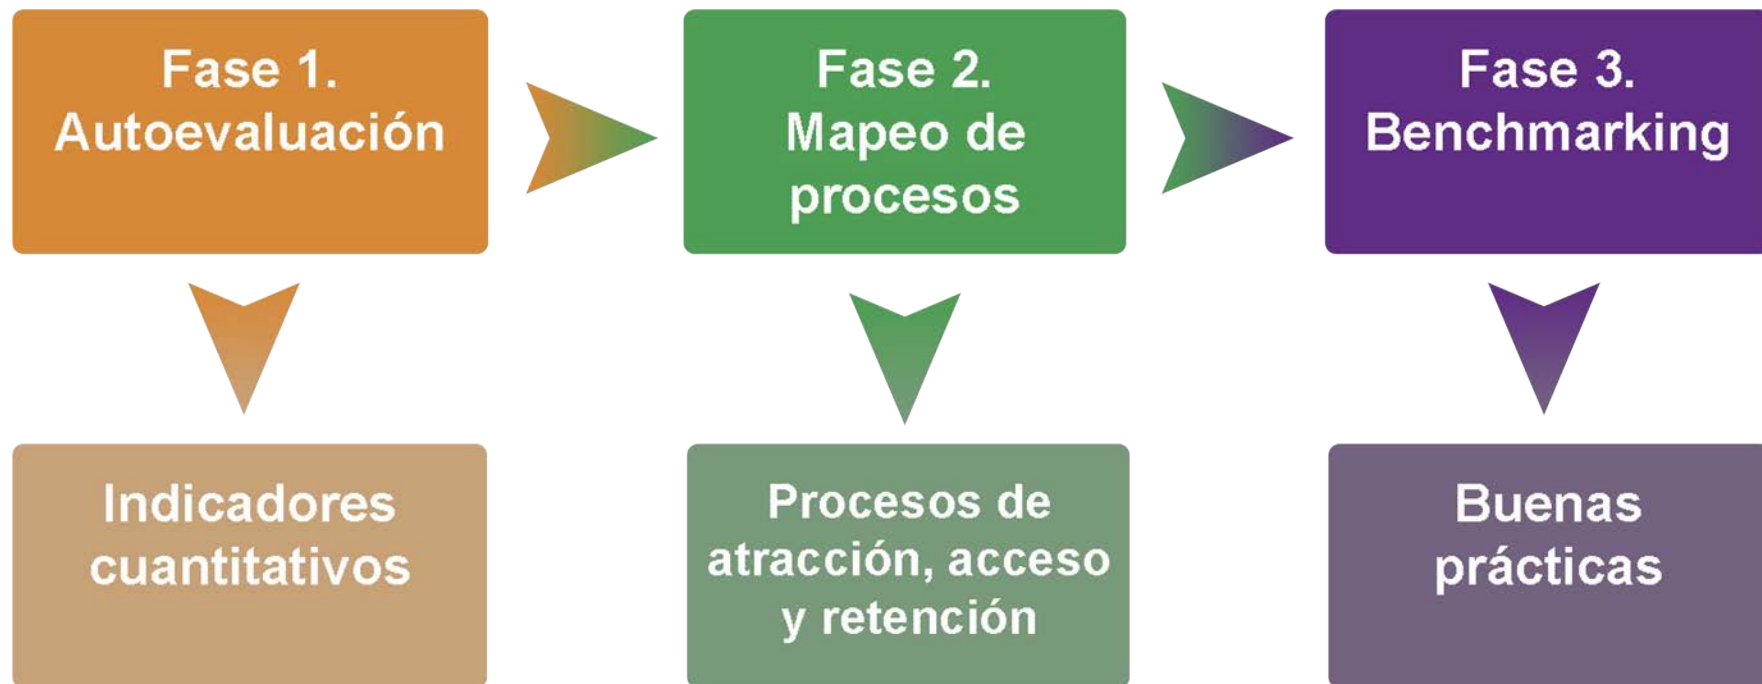 Fase 1.
Autoevaluación
Fase 2.
Mapeo de
procesos
Fase 3.
Benchmarking
Indicadores
cuantitativos
Procesos de
atracción, acceso
y retención
Buenas
prácticas